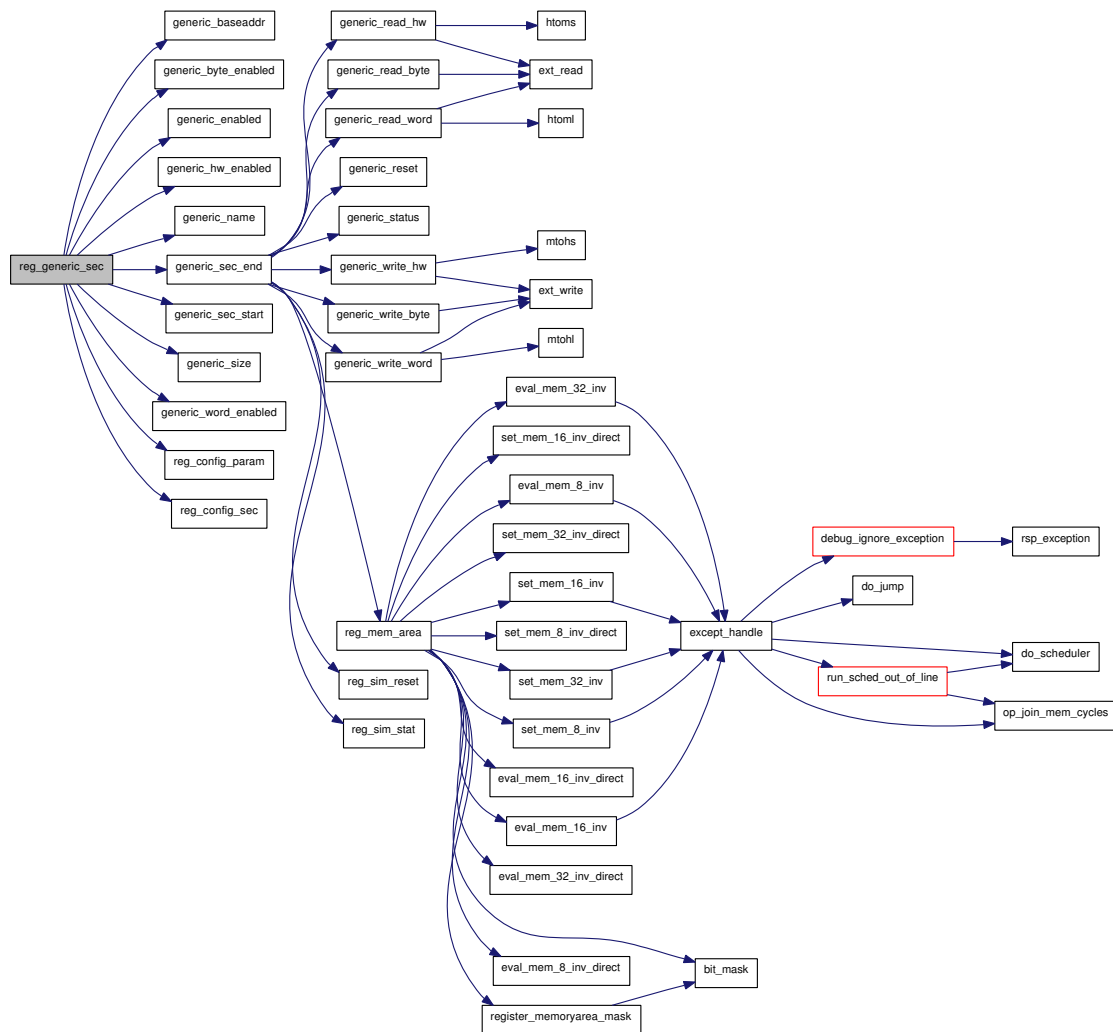 reg_generic_sec
generic_baseaddr
generic_byte_enabled
generic_enabled
generic_hw_enabled
generic_name
generic_sec_end
generic_sec_start
generic_size
generic_word_enabled
reg_config_param
reg_config_sec
generic_read_hw
generic_read_byte
generic_read_word
generic_reset
generic_status
generic_write_hw
generic_write_byte
generic_write_word
reg_mem_area
reg_sim_reset
reg_sim_stat
htoms
ext_read
htoml
mtohs
ext_write
mtohl
eval_mem_32_inv
set_mem_16_inv_direct
eval_mem_8_inv
set_mem_32_inv_direct
set_mem_16_inv
set_mem_8_inv_direct
set_mem_32_inv
set_mem_8_inv
eval_mem_16_inv_direct
eval_mem_16_inv
eval_mem_32_inv_direct
eval_mem_8_inv_direct
register_memoryarea_mask
except_handle
bit_mask
debug_ignore_exception
do_jump
run_sched_out_of_line
rsp_exception
do_scheduler
op_join_mem_cycles